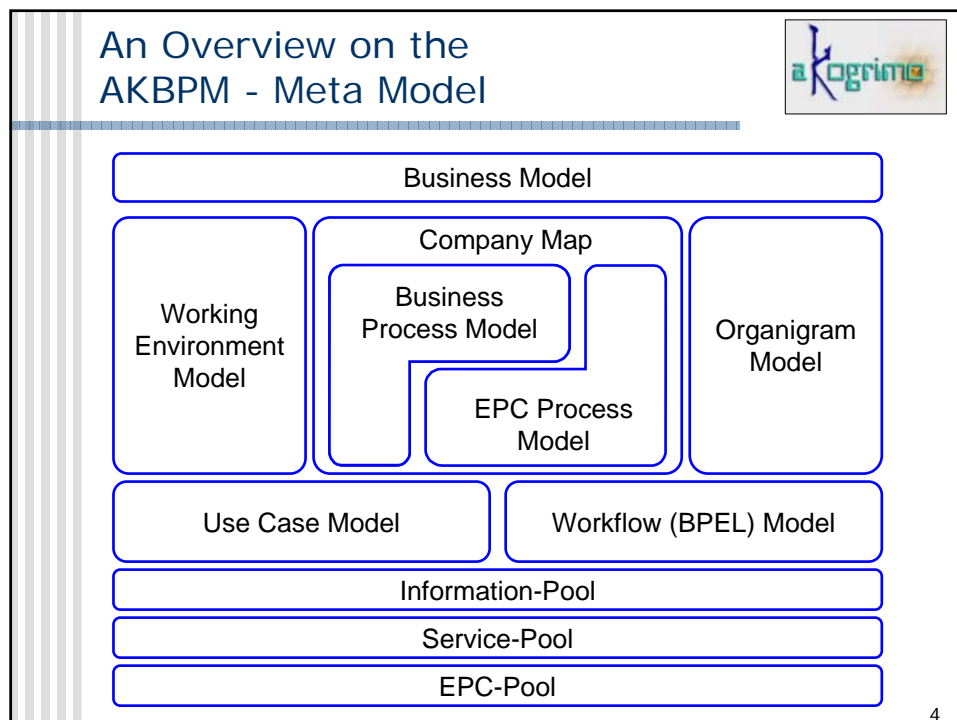 An Overview on the
AKBPM - Meta Model
akogrimo
Business Model
Company Map
Working
Environment
Model
Business
Process Model
EPC Process
Model
Organigram
Model
Use Case Model
Workflow (BPEL) Model
Information-Pool
Service-Pool
EPC-Pool
4